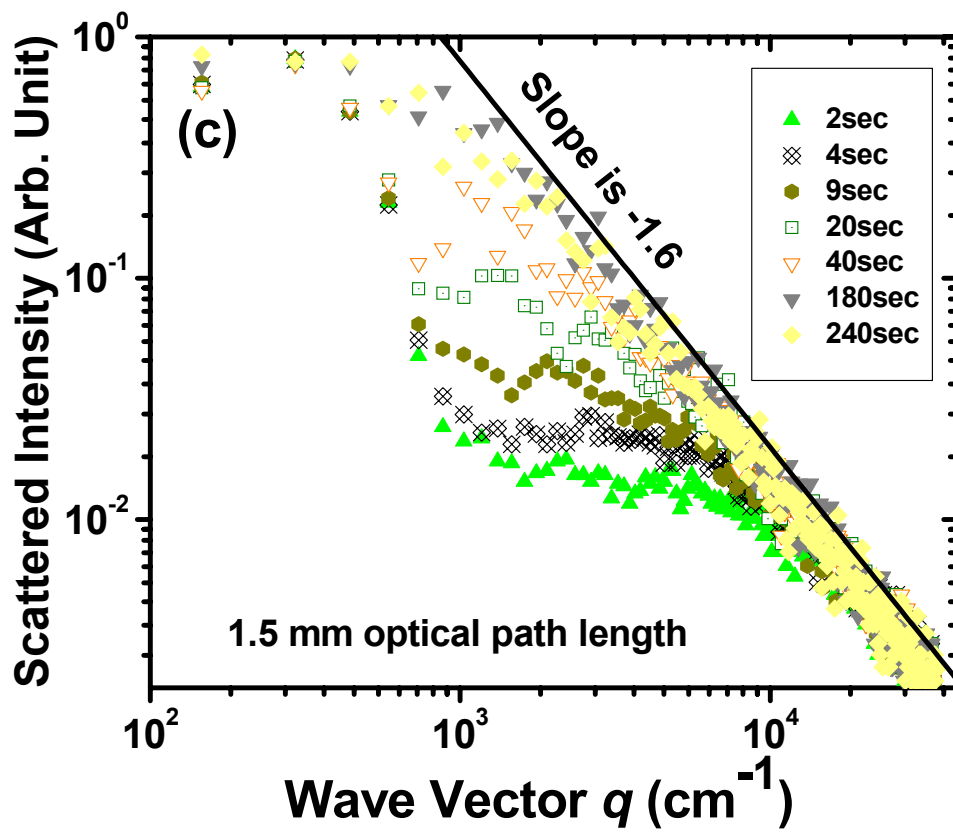 10^0
(c)
Slope is -1.6
2sec
4sec
9sec
20sec
40sec
180sec
240sec
10^-1
10^-2
Scattered Intensity (Arb. Unit)
1.5 mm optical path length
10^2 10^3 10^4
Wave Vector q (cm^-1)